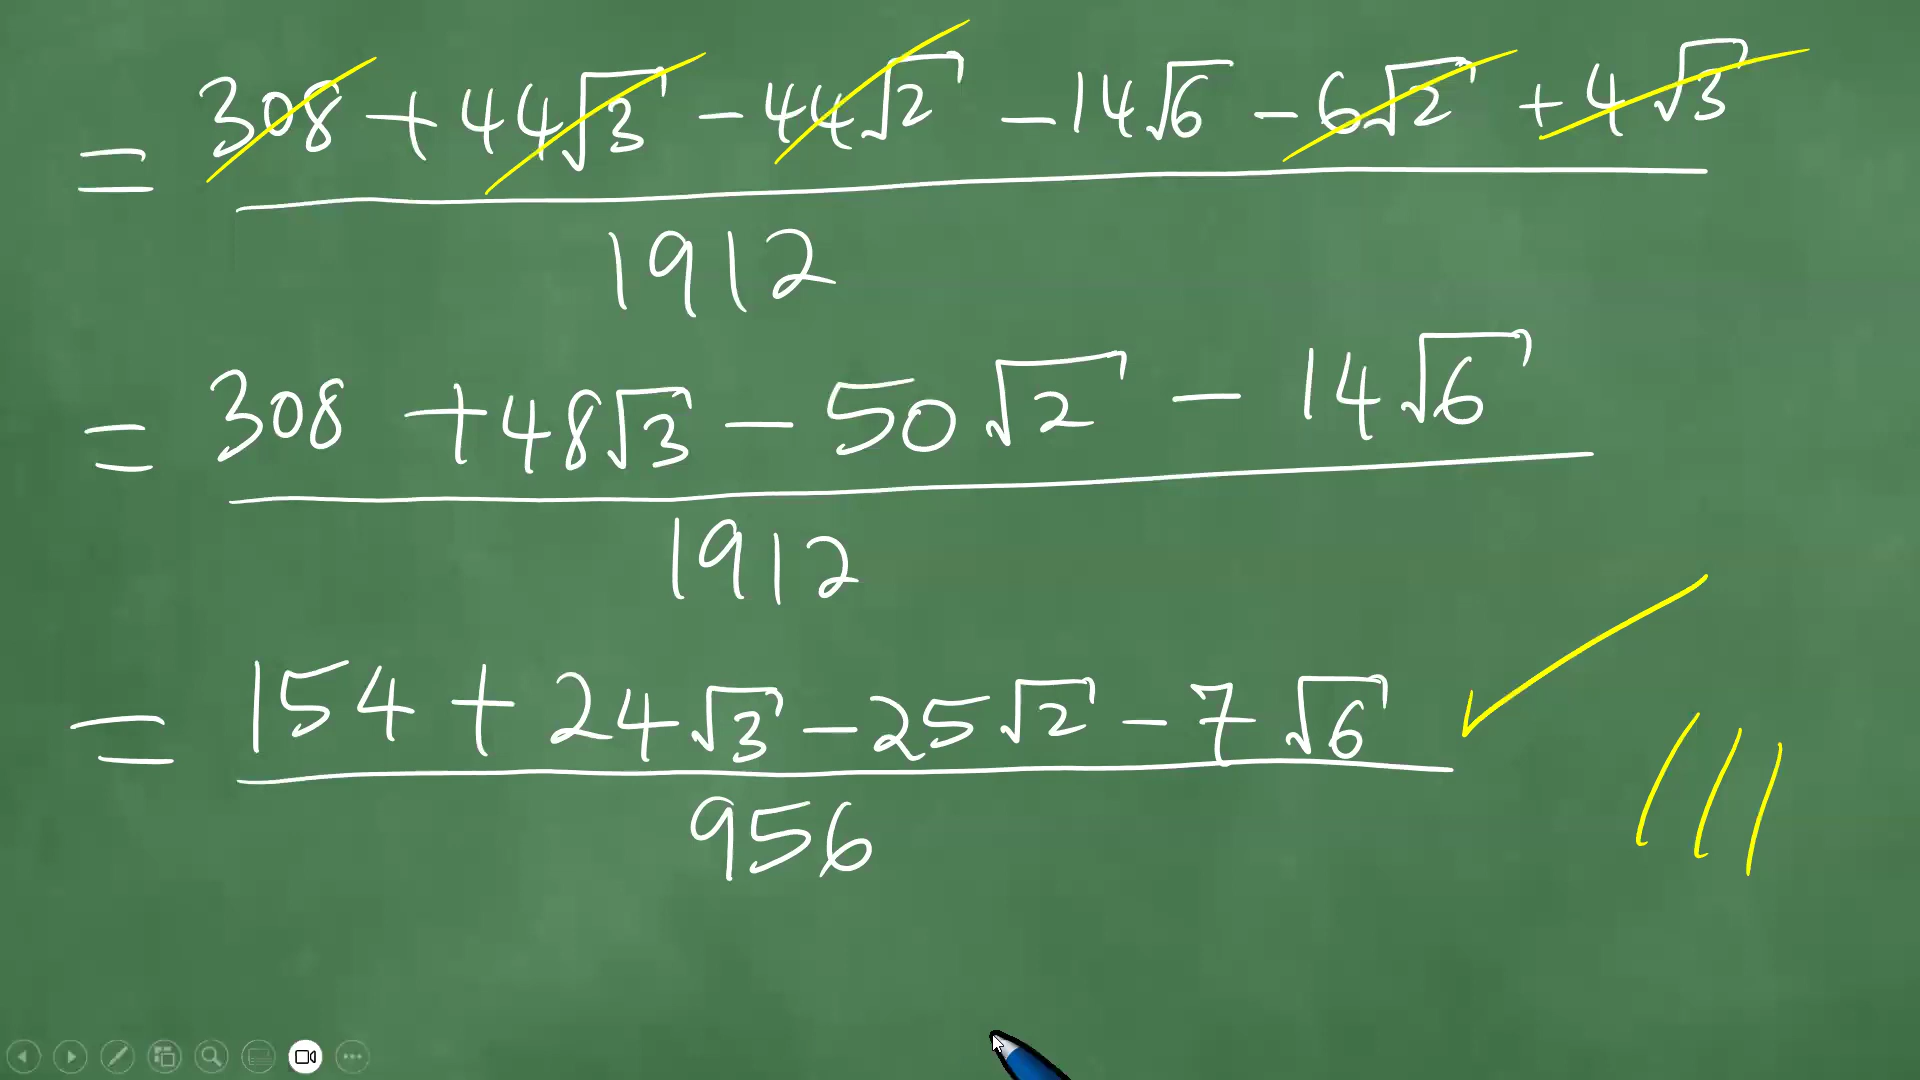 = 308 + 44√3 - 44√2 - 14√6 - 6√2 + 4√3
1912
= 308 + 48√3 - 50√2 - 14√6
1912
= 154 + 24√3 - 25√2 - 7√6
956